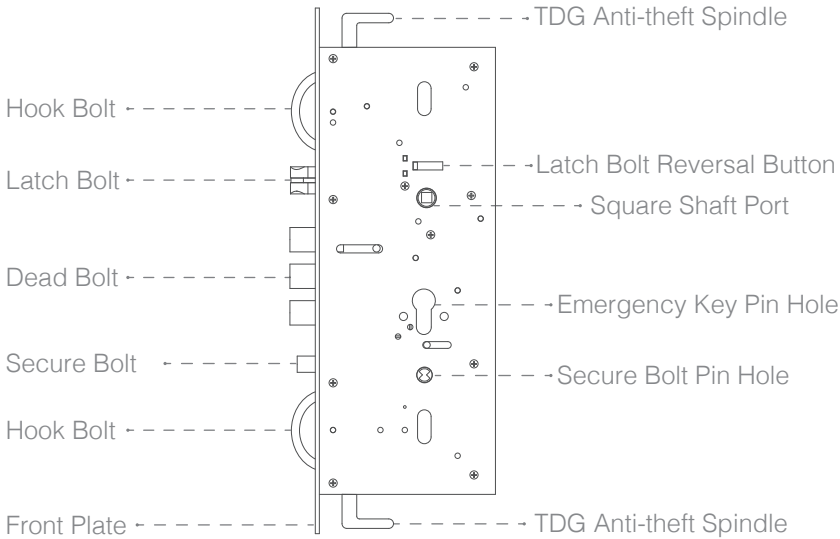 TDG Anti-theft Spindle
Hook Bolt
Latch Bolt Reversal Button
Latch Bolt
Square Shaft Port
Dead Bolt
Emergency Key Pin Hole
Secure Bolt
Secure Bolt Pin Hole
Hook Bolt
Front Plate
TDG Anti-theft Spindle